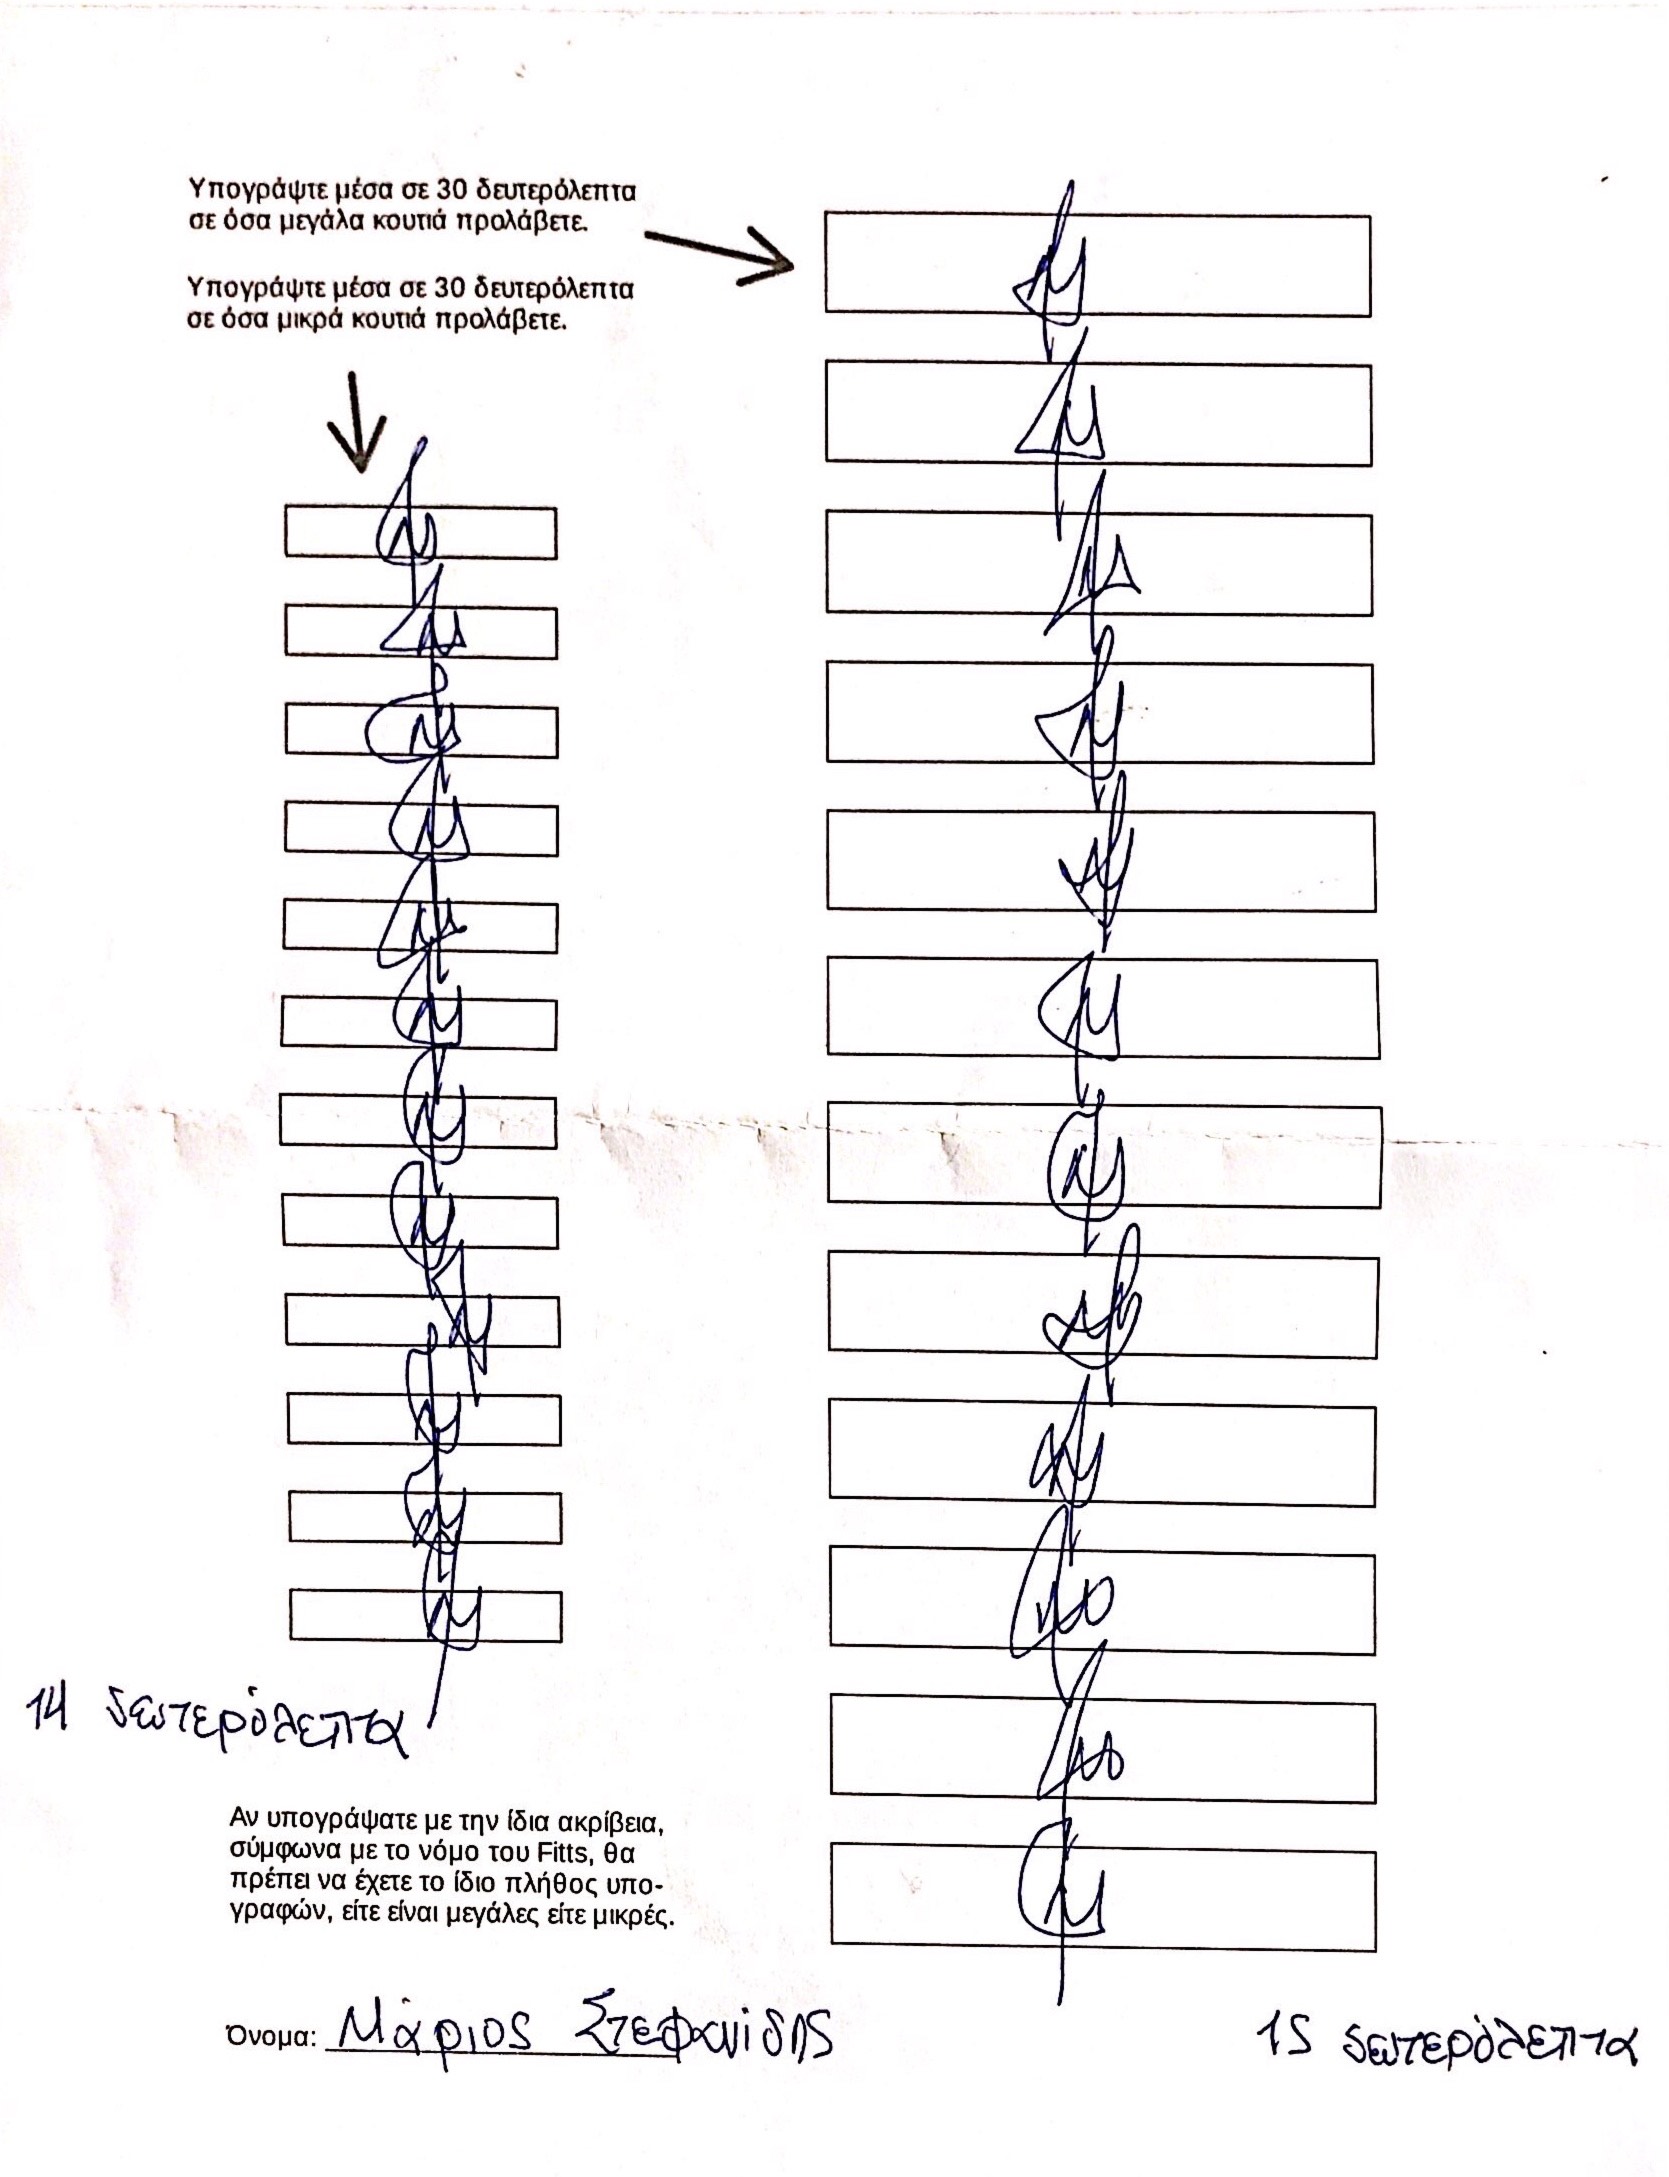 Υπογράψτε μέσα σε 30 δευτερόλεπτα
σε όσα μεγάλα κουτιά προλάβετε.
Υπογράψτε μέσα σε 30 δευτερόλεπτα
σε όσα μικρά κουτιά προλάβετε.
14 δευτερόλεπτα
Αν υπογράψατε με την ίδια ακρίβεια,
σύμφωνα με το νόμο του Fitts, θα
πρέπει να έχετε το ίδιο πλήθος υπο-
γραφών, είτε είναι μεγάλες είτε μικρές.
Όνομα: Μάριος Στεφανίδης
15 δευτερόλεπτα